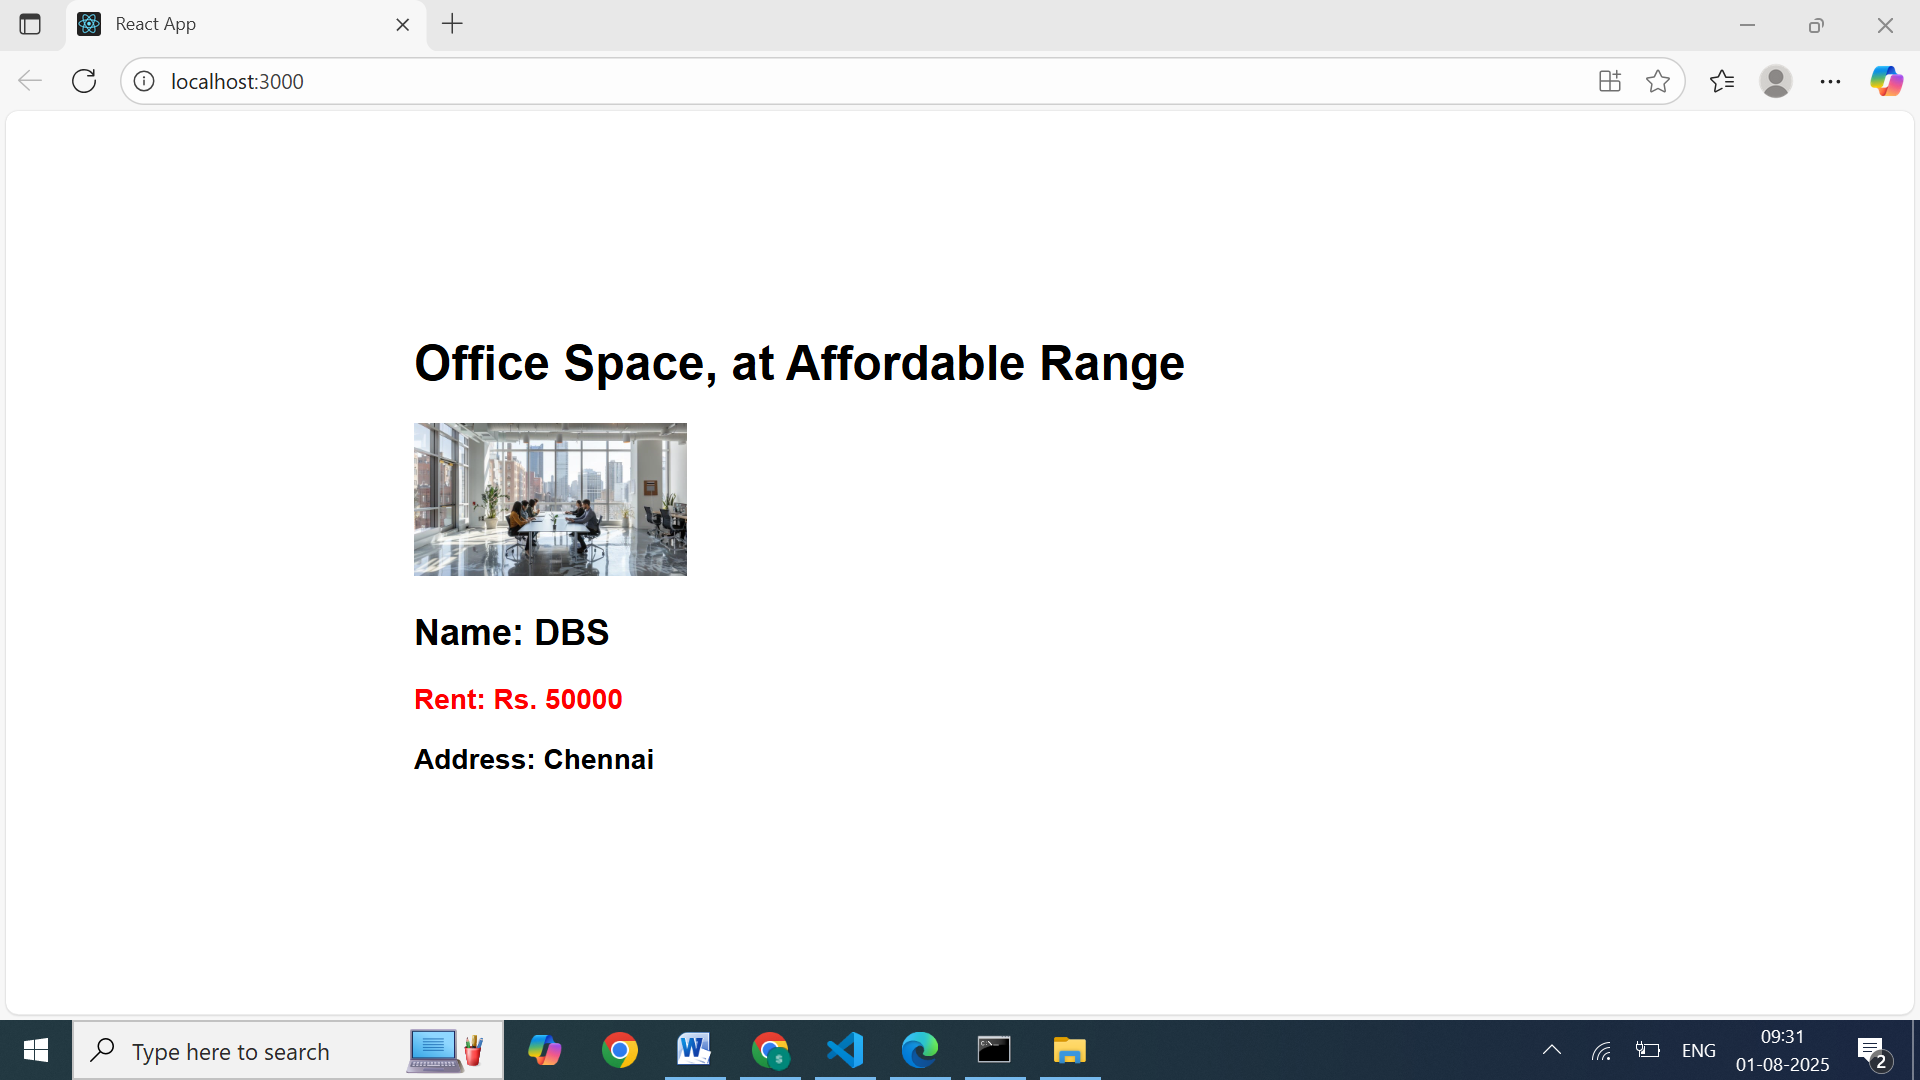 React App
localhost:3000
Office Space, at Affordable Range
Name: DBS
Rent: Rs. 50000
Address: Chennai
Type here to search
ENG
09:31
01-08-2025
2